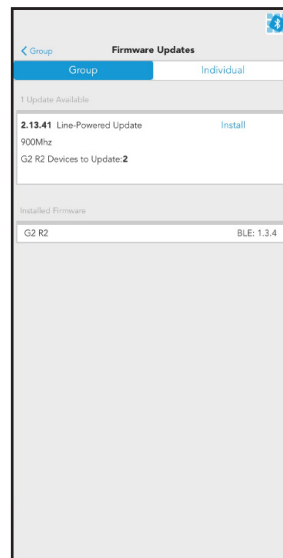 Group
Firmware Updates
Group
Individual
1 Update Available
2.13.41 Line-Powered Update
Install
900Mhz
G2 R2 Devices to Update:2
Installed Firmware
G2 R2
BLE: 1.3.4